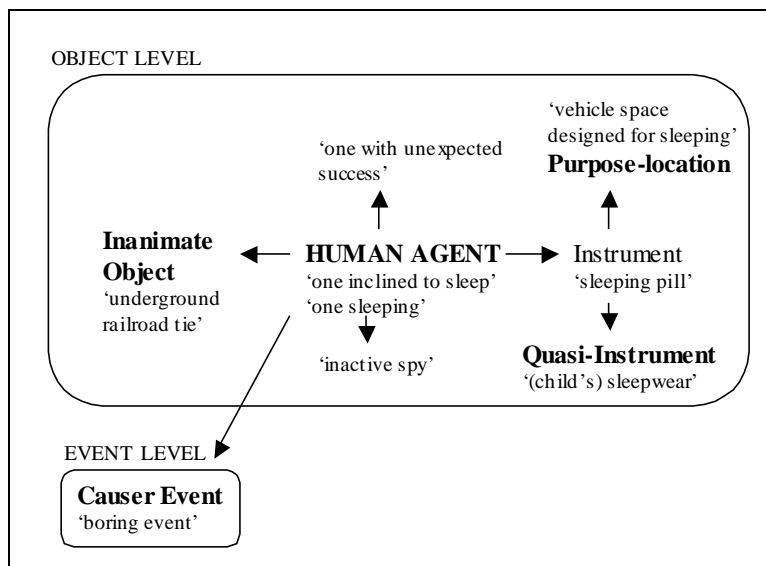 OBJECT LEVEL
‘vehicle space
designed for sleeping’
Purpose-location
‘one with unexpected
success’
Inanimate
Object
‘underground
railroad tie’
HUMAN AGENT
‘one inclined to sleep’
‘one sleeping’
Instrument
‘sleeping pill’
‘inactive spy’
Quasi-Instrument
‘(child’s) sleepwear’
EVENT LEVEL
Causer Event
‘boring event’